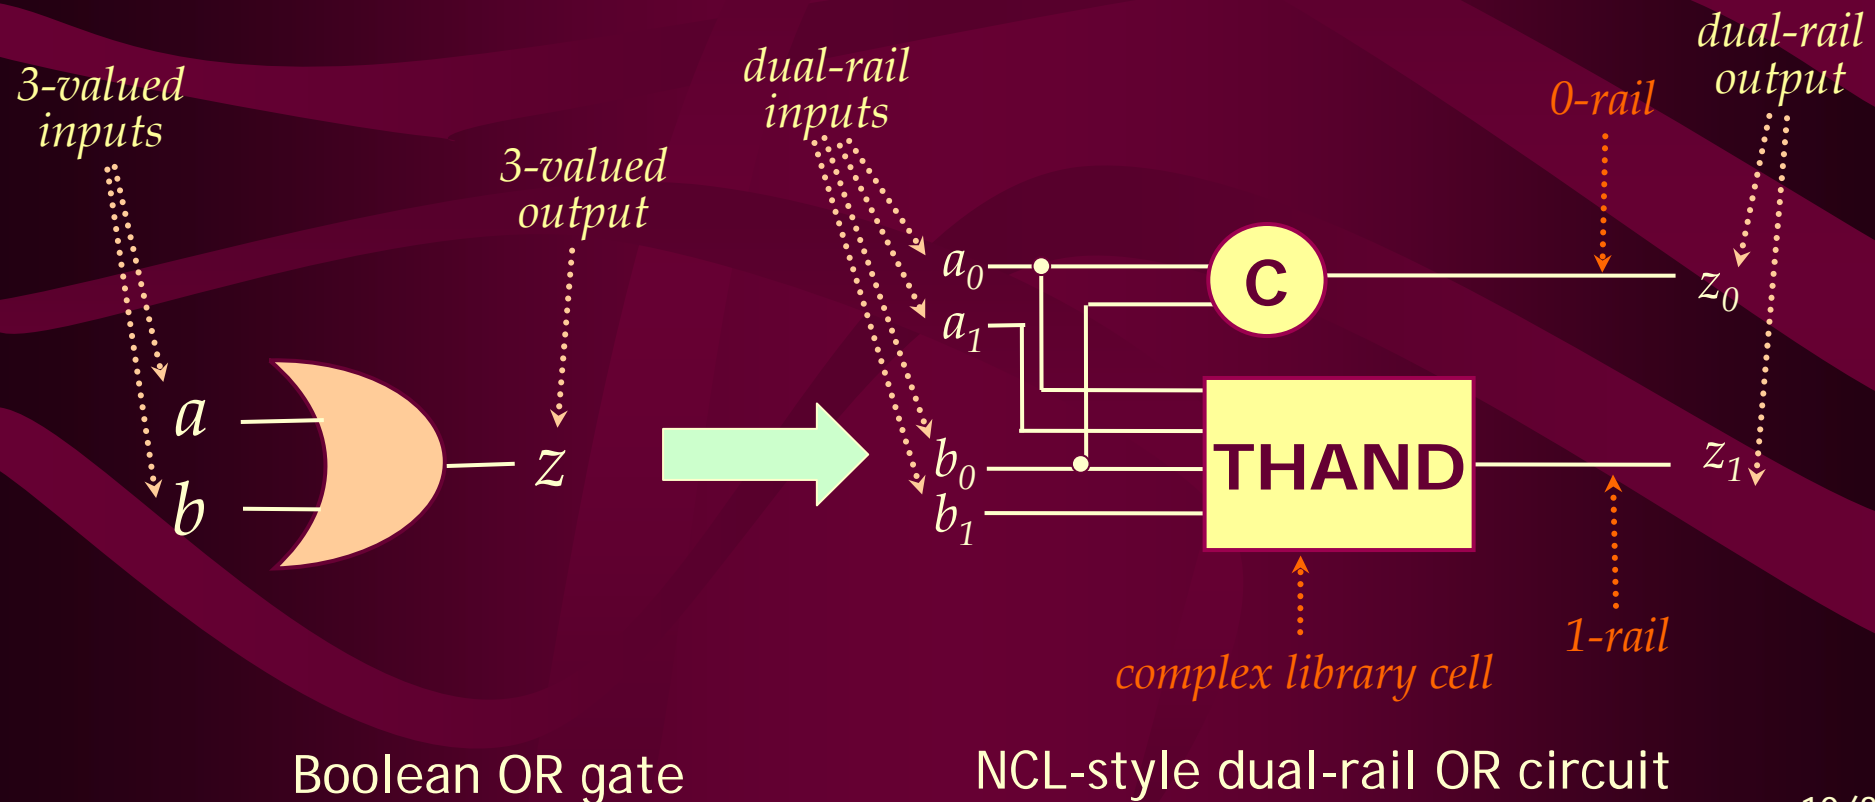 3-valued
inputs
3-valued
output
a
b
z
Boolean OR gate
dual-rail
inputs
0-rail
dual-rail
output
a0
a1
b0
b1
C
THAND
z0
z1
1-rail
complex library cell
NCL-style dual-rail OR circuit